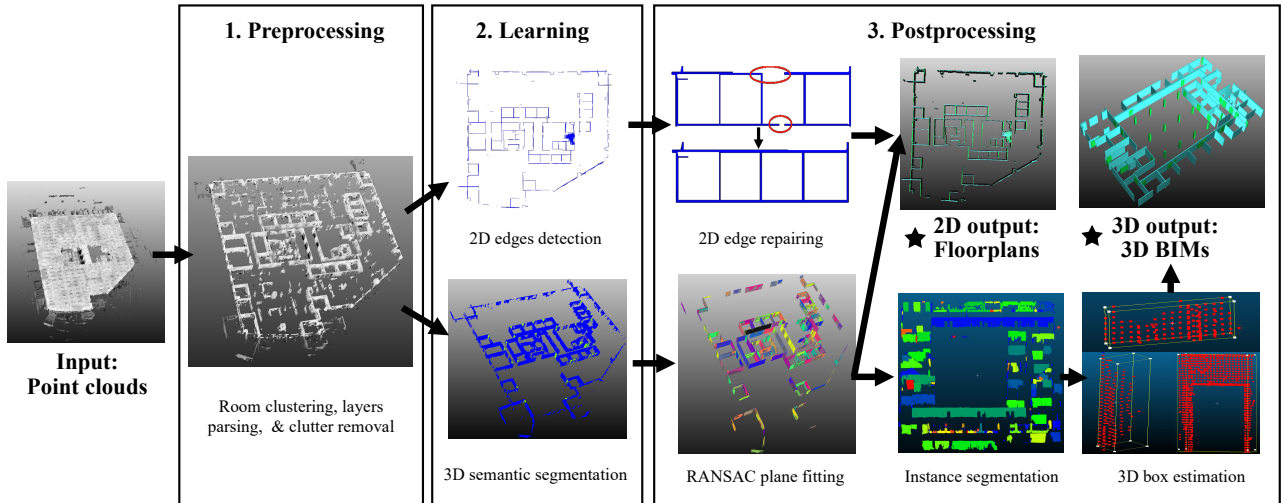 1. Preprocessing
2. Learning
3. Postprocessing
Input:
Point clouds
Room clustering, layers
parsing, & clutter removal
2D edges detection
3D semantic segmentation
2D edge repairing
RANSAC plane fitting
2D output:
Floorplans
Instance segmentation
3D output:
3D BIMs
3D box estimation